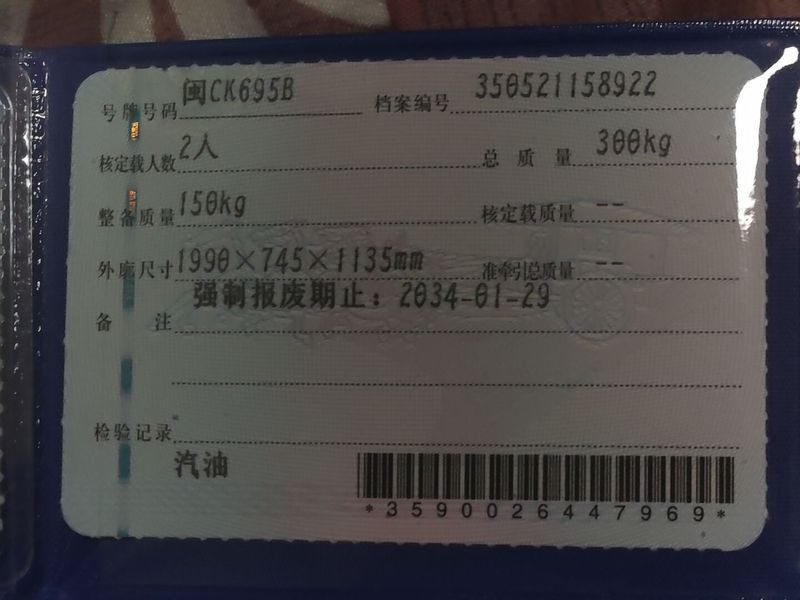 号牌号码 闽CK695B 档案编号 350521158922
核定载人数 2人 总质量 300kg
整备质量 150kg 核定载质量 --
外廓尺寸 1990×745×1135mm 准牵引总质量 --
强制报废期止：2034-01-29
备注
检验记录
汽油
*3590026447969*